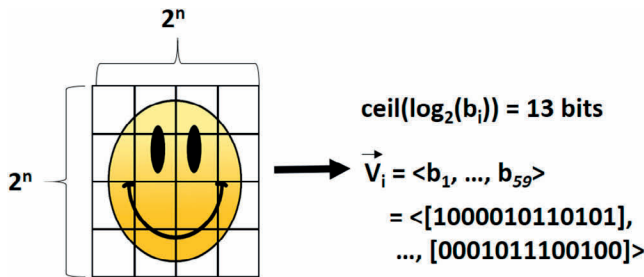 2ⁿ
2ⁿ
ceil(log₂(bᵢ)) = 13 bits
V⃗ᵢ = <b₁, …, b₅₉>
= <[1000010110101],
…, [0001011100100]>